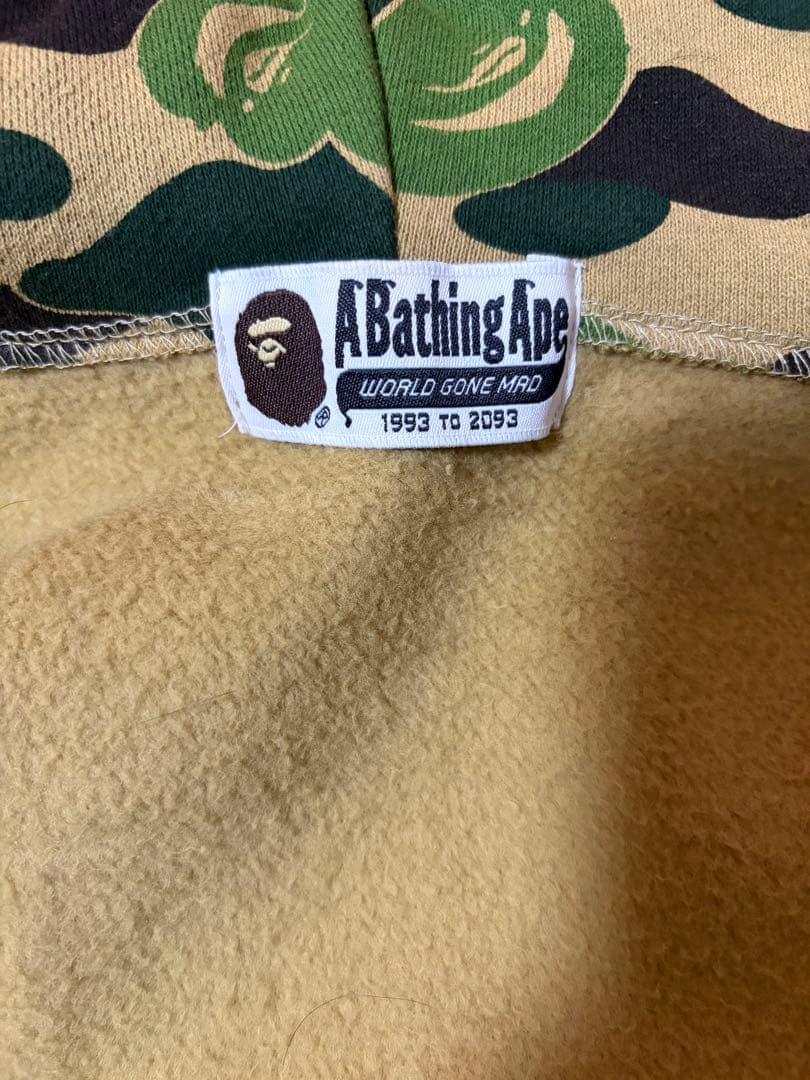 A Bathing Ape
WORLD GONE MAD
1993 TO 2093